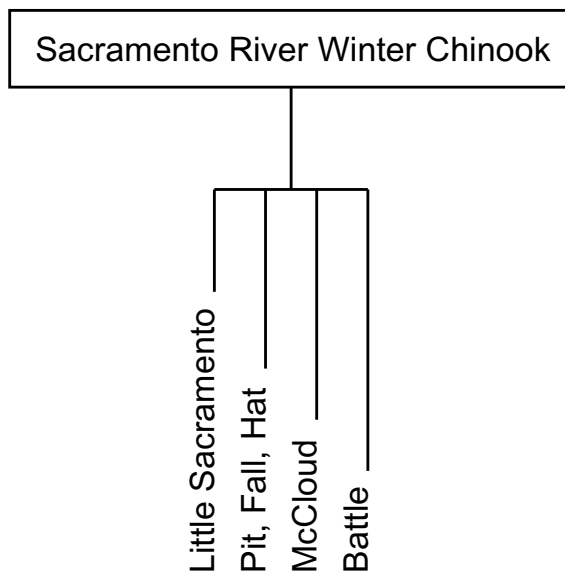 Sacramento River Winter Chinook
Little Sacramento
Pit, Fall, Hat
McCloud
Battle